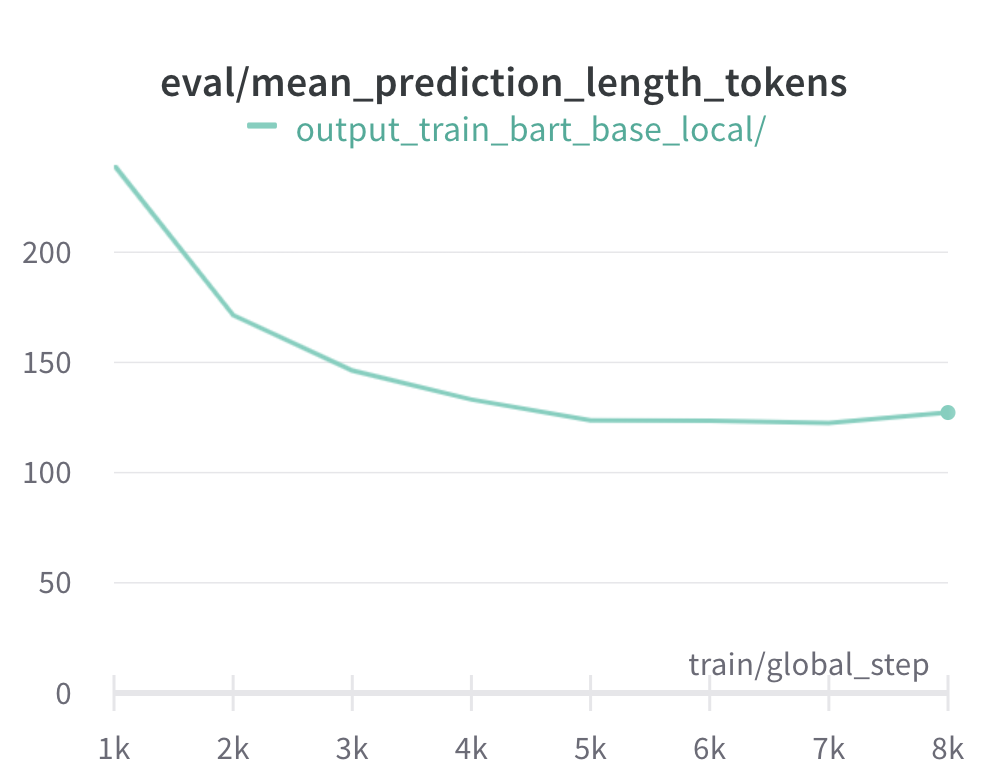 eval/mean_prediction_length_tokens
output_train_bart_base_local/
200
150
100
50
0
train/global_step
1k 2k 3k 4k 5k 6k 7k 8k